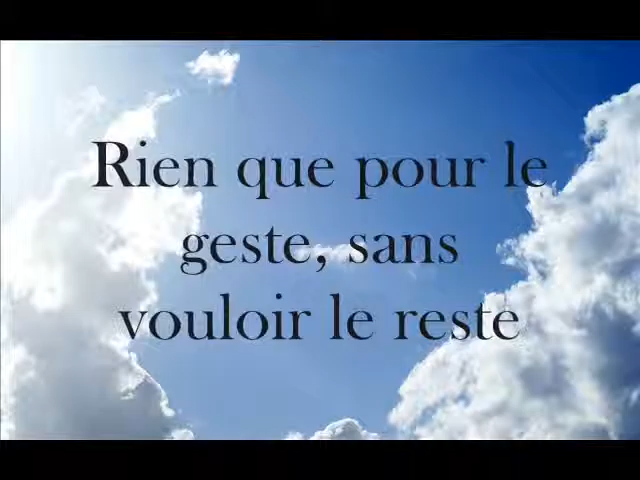 Rien que pour le
geste, sans
vouloir le reste